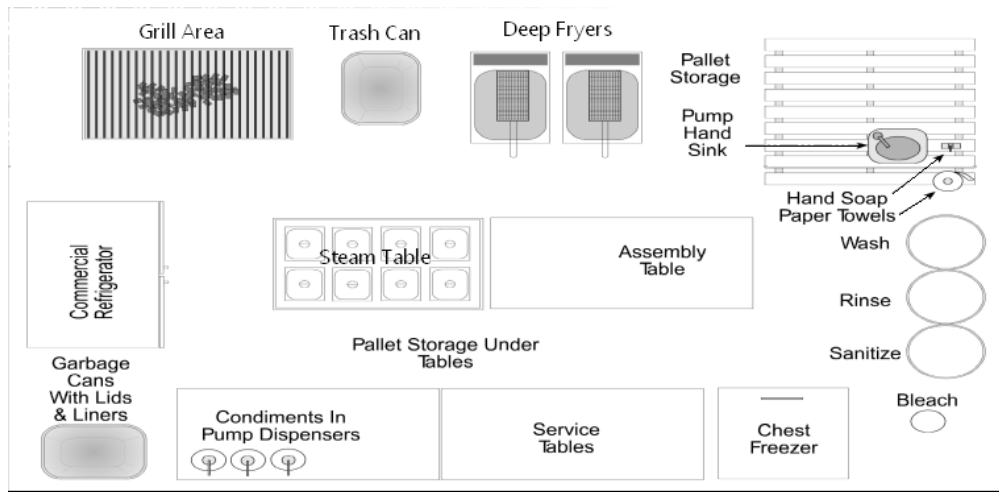 Grill Area
Trash Can
Deep Fryers
Pallet
Storage
Pump
Hand
Sink
Hand Soap
Paper Towels
Commercial
Refrigerator
Steam Table
Assembly
Table
Wash
Rinse
Sanitize
Pallet Storage Under
Tables
Garbage
Cans
With Lids
& Liners
Condiments In
Pump Dispensers
Service
Tables
Chest
Freezer
Bleach